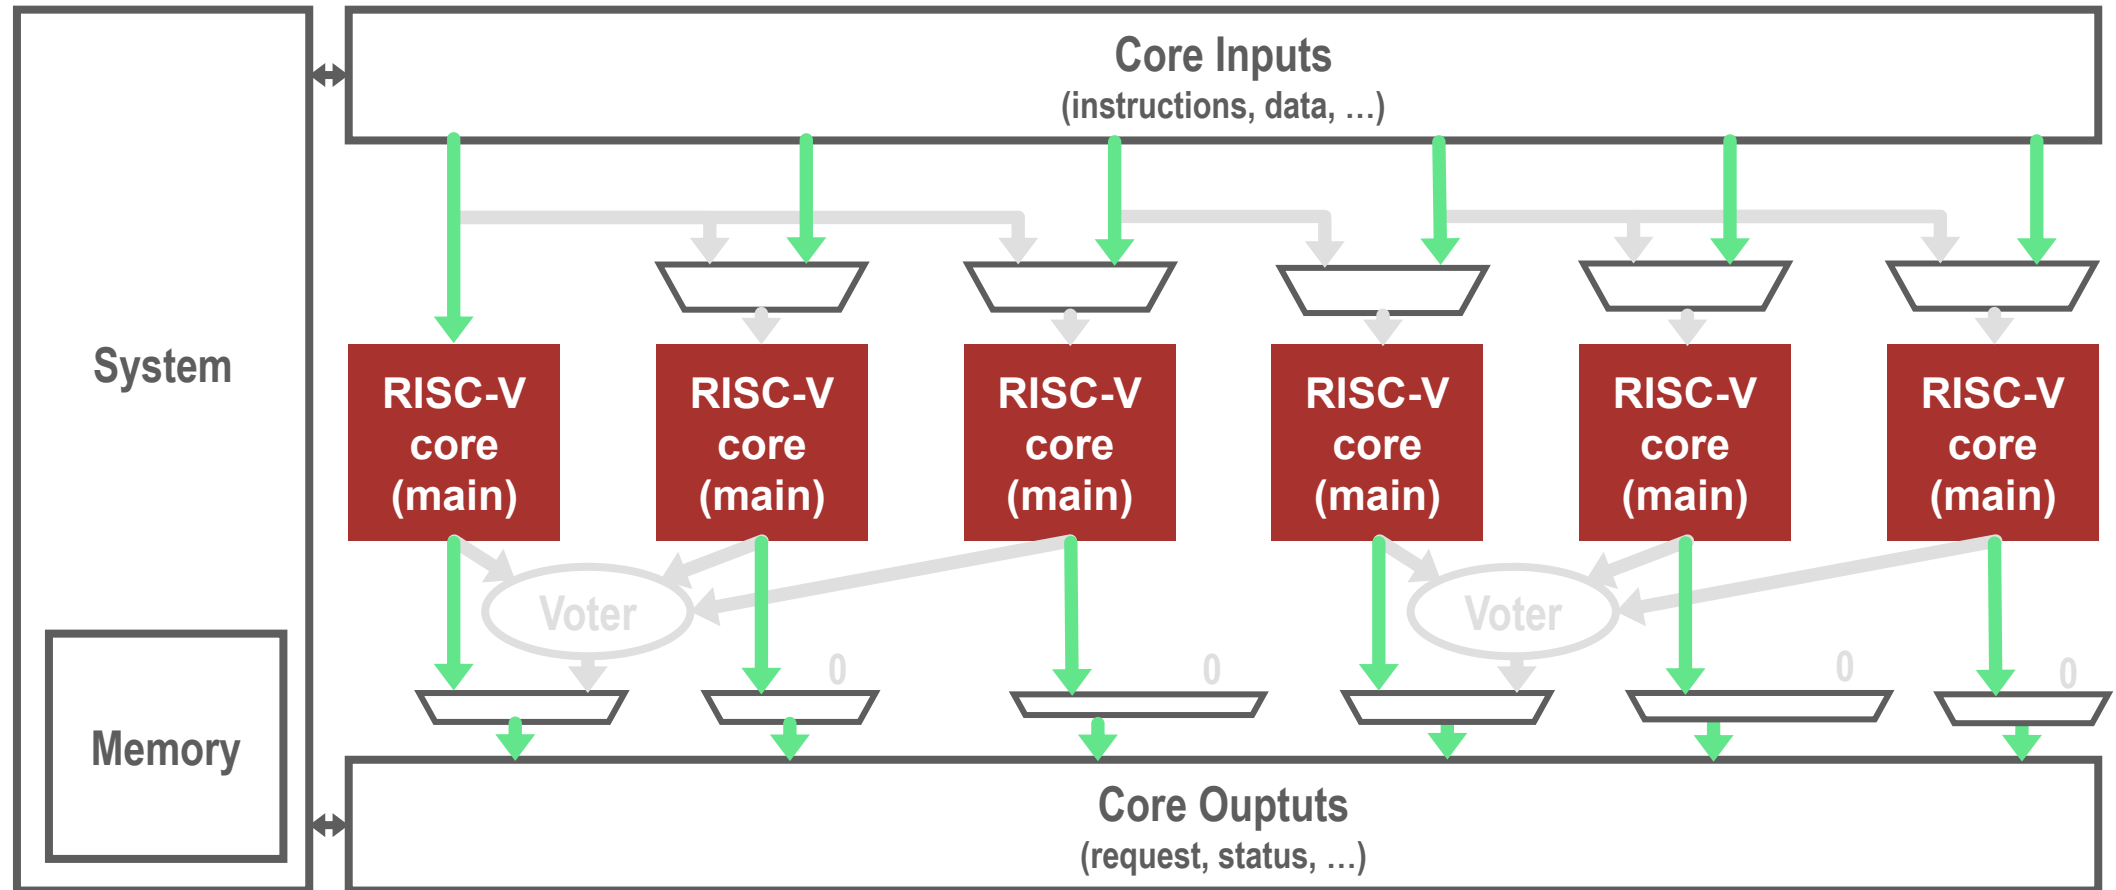 Core Inputs
(instructions, data, …)
System
RISC-V
core
(main)
RISC-V
core
(main)
RISC-V
core
(main)
RISC-V
core
(main)
RISC-V
core
(main)
RISC-V
core
(main)
Voter
Voter
0
0
0
0
Memory
Core Ouptuts
(request, status, …)